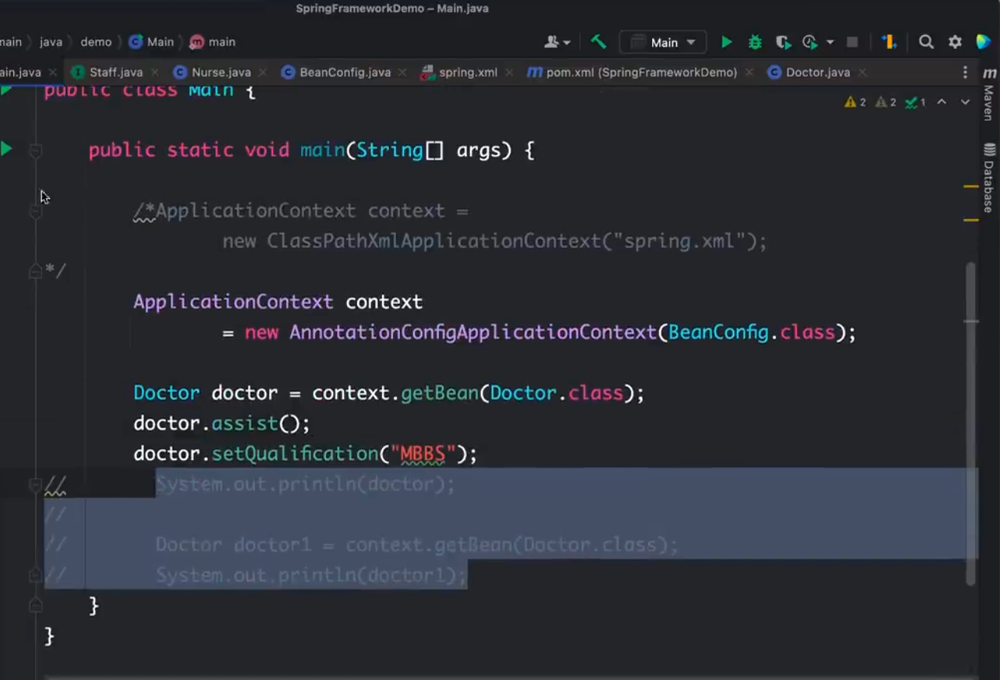 SpringFrameworkDemo – Main.java
main java demo Main main
Main
ain.java Staff.java Nurse.java BeanConfig.java spring.xml pom.xml (SpringFrameworkDemo) Doctor.java
Maven
Database
2 2 1
public class Main {
public static void main(String[] args) {
/*ApplicationContext context =
new ClassPathXmlApplicationContext("spring.xml");
*/
ApplicationContext context
= new AnnotationConfigApplicationContext(BeanConfig.class);
Doctor doctor = context.getBean(Doctor.class);
doctor.assist();
doctor.setQualification("MBBS");
// System.out.println(doctor);
//
// Doctor doctor1 = context.getBean(Doctor.class);
// System.out.println(doctor1);
}
}